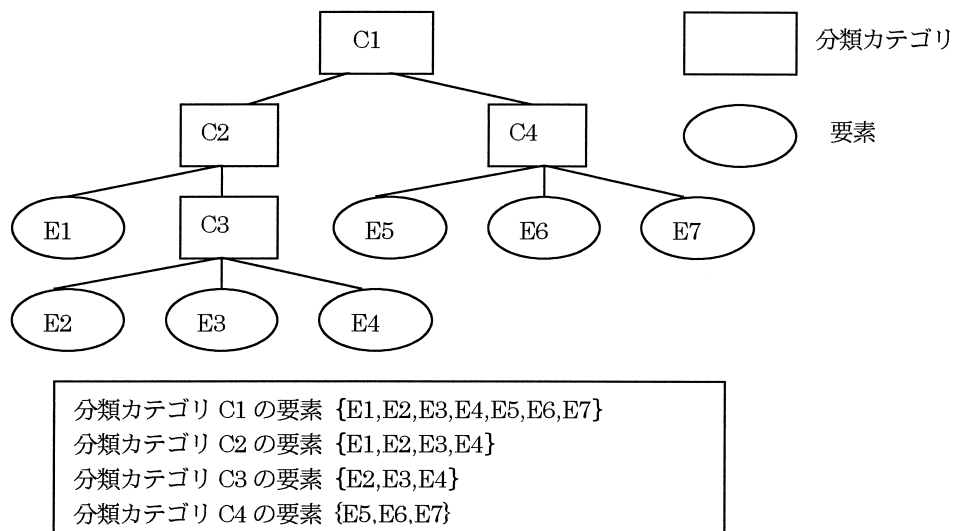 C1
分類カテゴリ
C2
C4
要素
E1
C3
E5
E6
E7
E2
E3
E4
分類カテゴリ C1 の要素 {E1,E2,E3,E4,E5,E6,E7}
分類カテゴリ C2 の要素 {E1,E2,E3,E4}
分類カテゴリ C3 の要素 {E2,E3,E4}
分類カテゴリ C4 の要素 {E5,E6,E7}